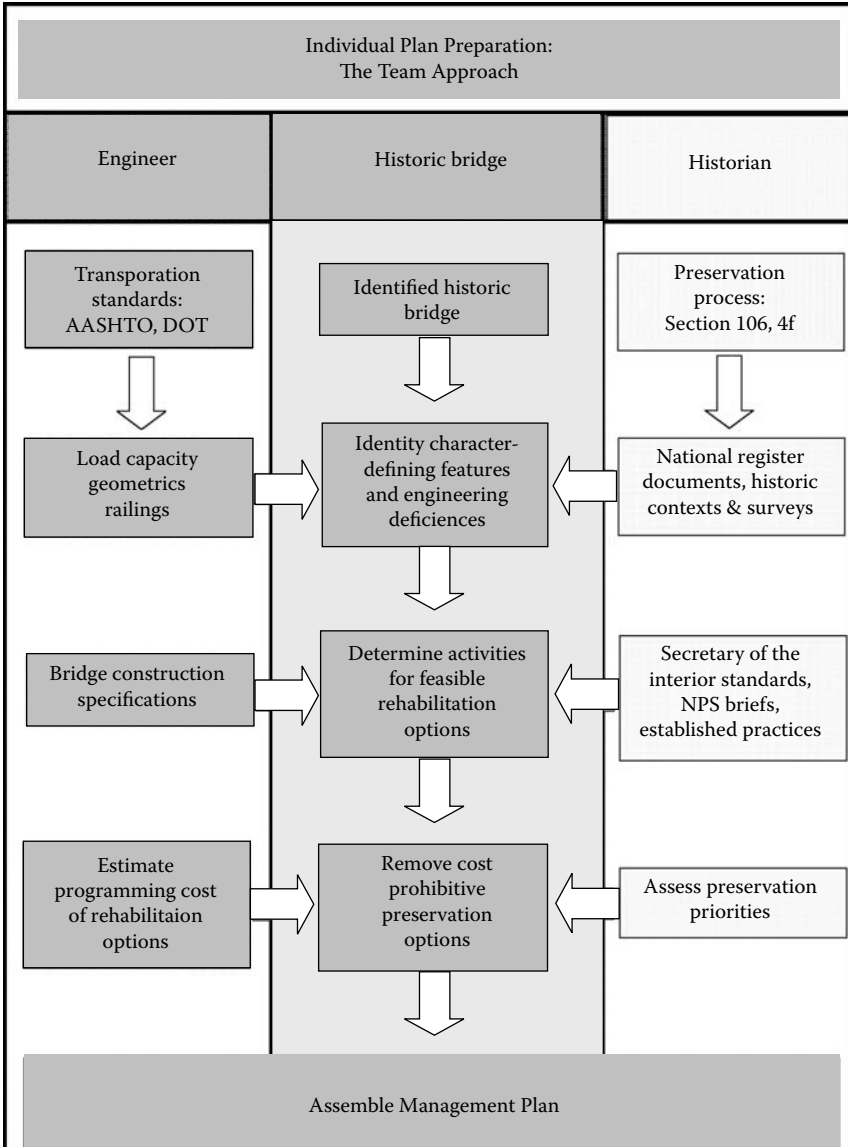 Individual Plan Preparation:
The Team Approach
Engineer
Historic bridge
Historian
Transporation
standards:
AASHTO, DOT
Identified historic
bridge
Preservation
process:
Section 106, 4f
Load capacity
geometrics
railings
Identity character-
defining features
and engineering
deficiences
National register
documents, historic
contexts & surveys
Bridge construction
specifications
Determine activities
for feasible
rehabilitation
options
Secretary of the
interior standards,
NPS briefs,
established practices
Estimate
programming cost
of rehabilitaion
options
Remove cost
prohibitive
preservation
options
Assess preservation
priorities
Assemble Management Plan